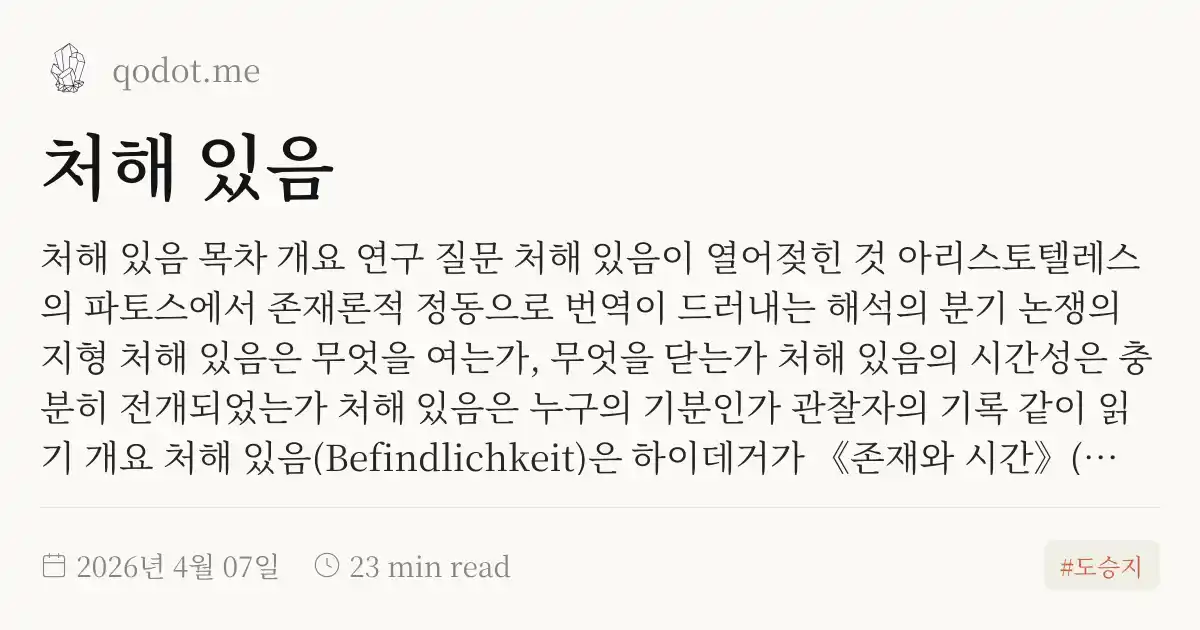 qodot.me
처해 있음
처해 있음 목차 개요 연구 질문 처해 있음이 열어젖힌 것 아리스토텔레스
의 파토스에서 존재론적 정동으로 번역이 드러내는 해석의 분기 논쟁의
지형 처해 있음은 무엇을 여는가, 무엇을 닫는가 처해 있음의 시간성은 충
분히 전개되었는가 처해 있음은 누구의 기분인가 관찰자의 기록 같이 읽
기 개요 처해 있음(Befindlichkeit)은 하이데거가 《존재와 시간》(…
2026년 4월 07일 23 min read #도승지